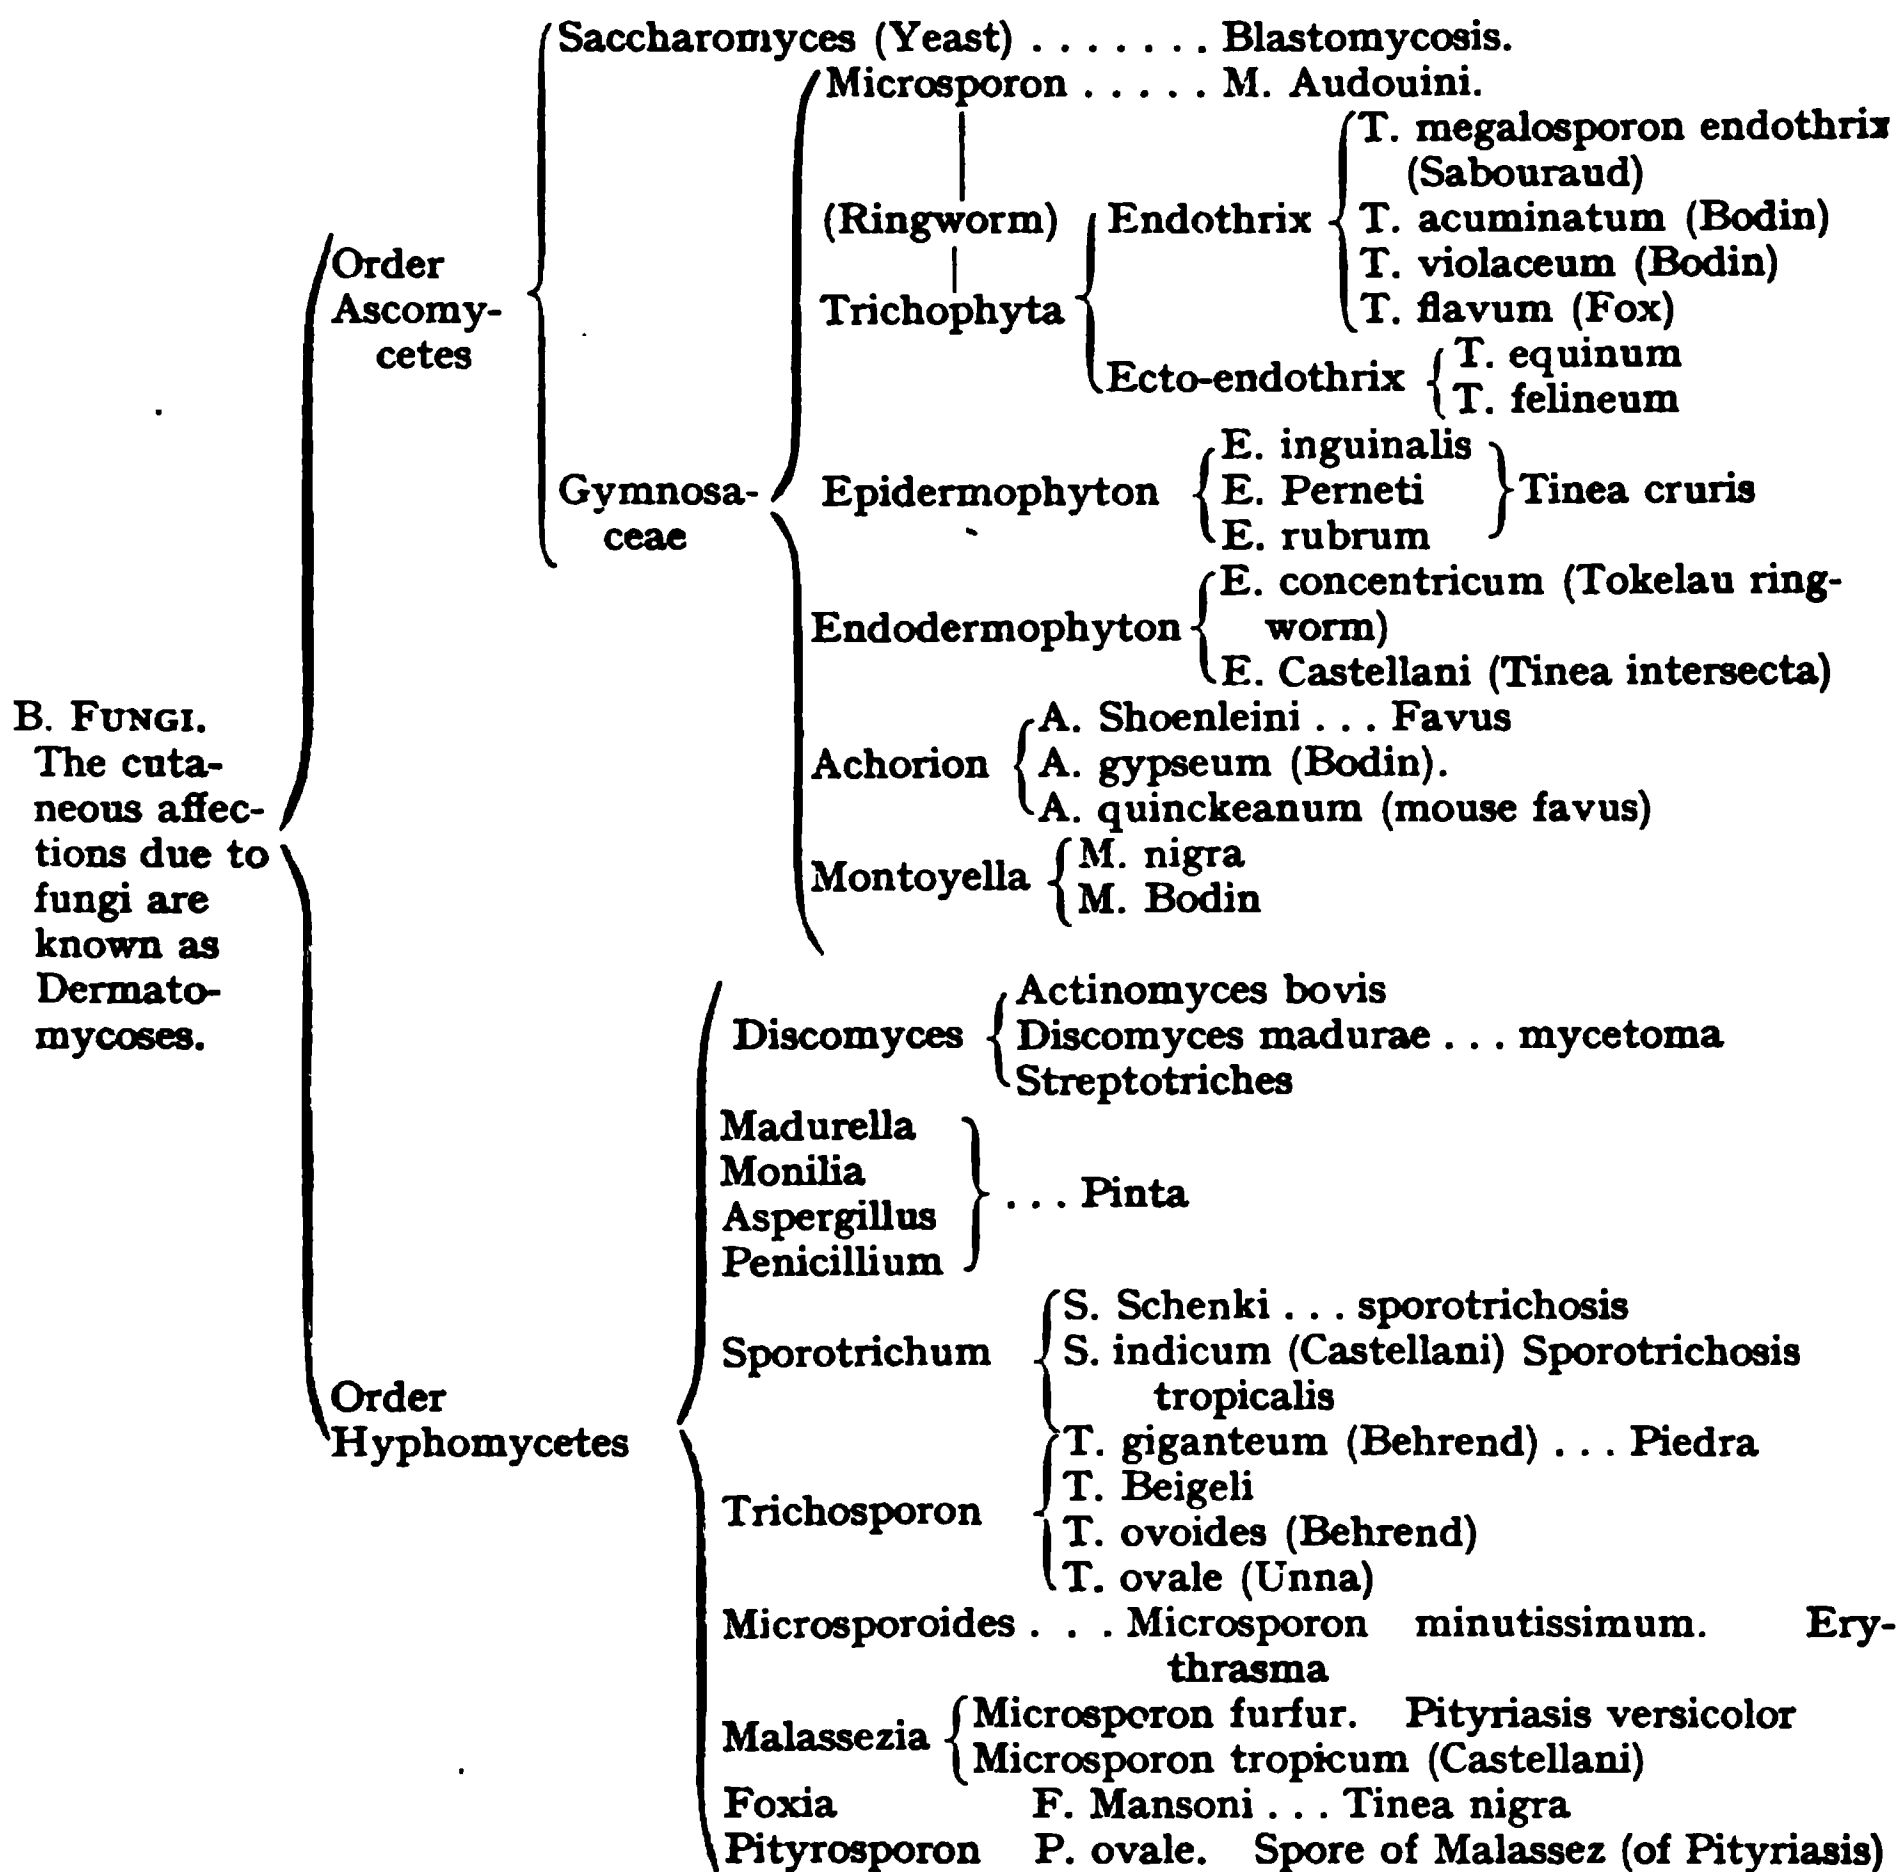 Saccharomyces (Yeast) ....... Blastomycosis.
Microsporon ..... M. Audouini.
T. megalosporon endothrix
(Sabouraud)
(Ringworm) Endothrix T. acuminatum (Bodin)
Order T. violaceum (Bodin)
Ascomy- Trichophyta T. flavum (Fox)
cetes T. equinum
Ecto-endothrix
T. felineum
E. inguinalis
Gymnosa- Epidermophyton E. Perneti Tinea cruris
ceae E. rubrum
E. concentricum (Tokelau ring-
Endodermophyton worm)
E. Castellani (Tinea intersecta)
B. FUNGI. A. Shoenleini ... Favus
The cuta- Achorion A. gypseum (Bodin).
neous affec- A. quinckeanum (mouse favus)
tions due to M. nigra
fungi are Montoyella M. Bodin
known as
Dermato- Actinomyces bovis
mycoses. Discomyces Discomyces madurae ... mycetoma
Streptotriches
Madurella
Monilia
... Pinta
Aspergillus
Penicillium
S. Schenki ... sporotrichosis
Sporotrichum S. indicum (Castellani) Sporotrichosis
Order tropicalis
Hyphomycetes T. giganteum (Behrend) ... Piedra
T. Beigeli
Trichosporon
T. ovoides (Behrend)
T. ovale (Unna)
Microsporoides ... Microsporon minutissimum. Ery-
thrasma
Microsporon furfur. Pityriasis versicolor
Malassezia
Microsporon tropicum (Castellani)
Foxia F. Mansoni ... Tinea nigra
Pityrosporon P. ovale. Spore of Malassez (of Pityriasis)